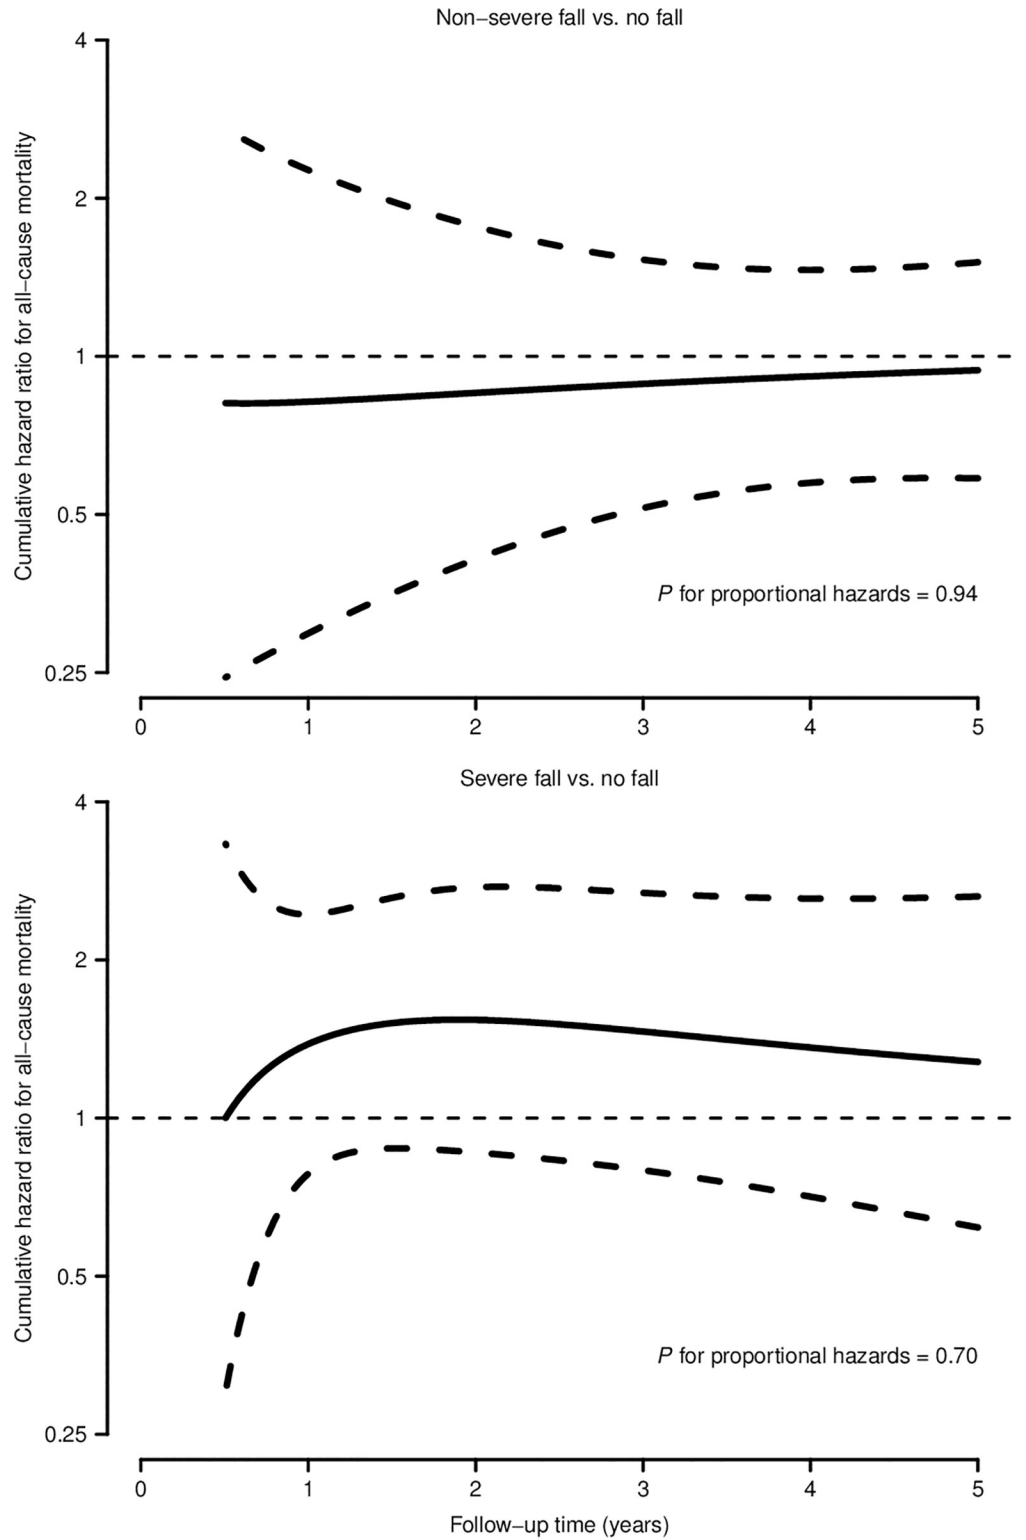 Non−severe fall vs. no fall
Cumulative hazard ratio for all−cause mortality
4
2
1
0.5
0.25
P for proportional hazards = 0.94
0 1 2 3 4 5
Severe fall vs. no fall
Cumulative hazard ratio for all−cause mortality
4
2
1
0.5
0.25
P for proportional hazards = 0.70
0 1 2 3 4 5
Follow−up time (years)